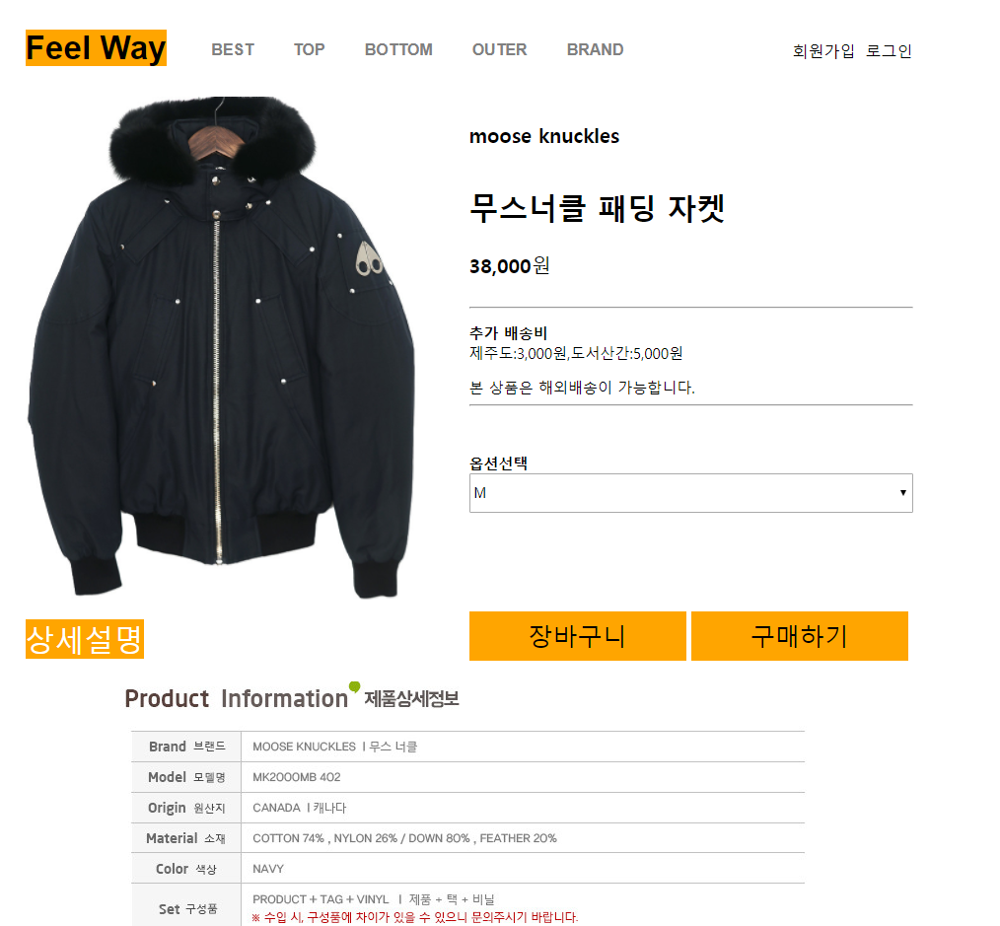 Feel Way BEST TOP BOTTOM OUTER BRAND 회원가입 로그인
moose knuckles
무스너클 패딩 자켓
38,000원
추가 배송비
제주도:3,000원,도서산간:5,000원
본 상품은 해외배송이 가능합니다.
옵션선택
M
장바구니 구매하기
상세설명
Product Information 제품상세정보
Brand 브랜드 MOOSE KNUCKLES | 무스 너클
Model 모델명 MK2000MB 402
Origin 원산지 CANADA | 캐나다
Material 소재 COTTON 74% , NYLON 26% / DOWN 80% , FEATHER 20%
Color 색상 NAVY
Set 구성품 PRODUCT + TAG + VINYL | 제품 + 택 + 비닐
※ 수입 시, 구성품에 차이가 있을 수 있으니 문의주시기 바랍니다.